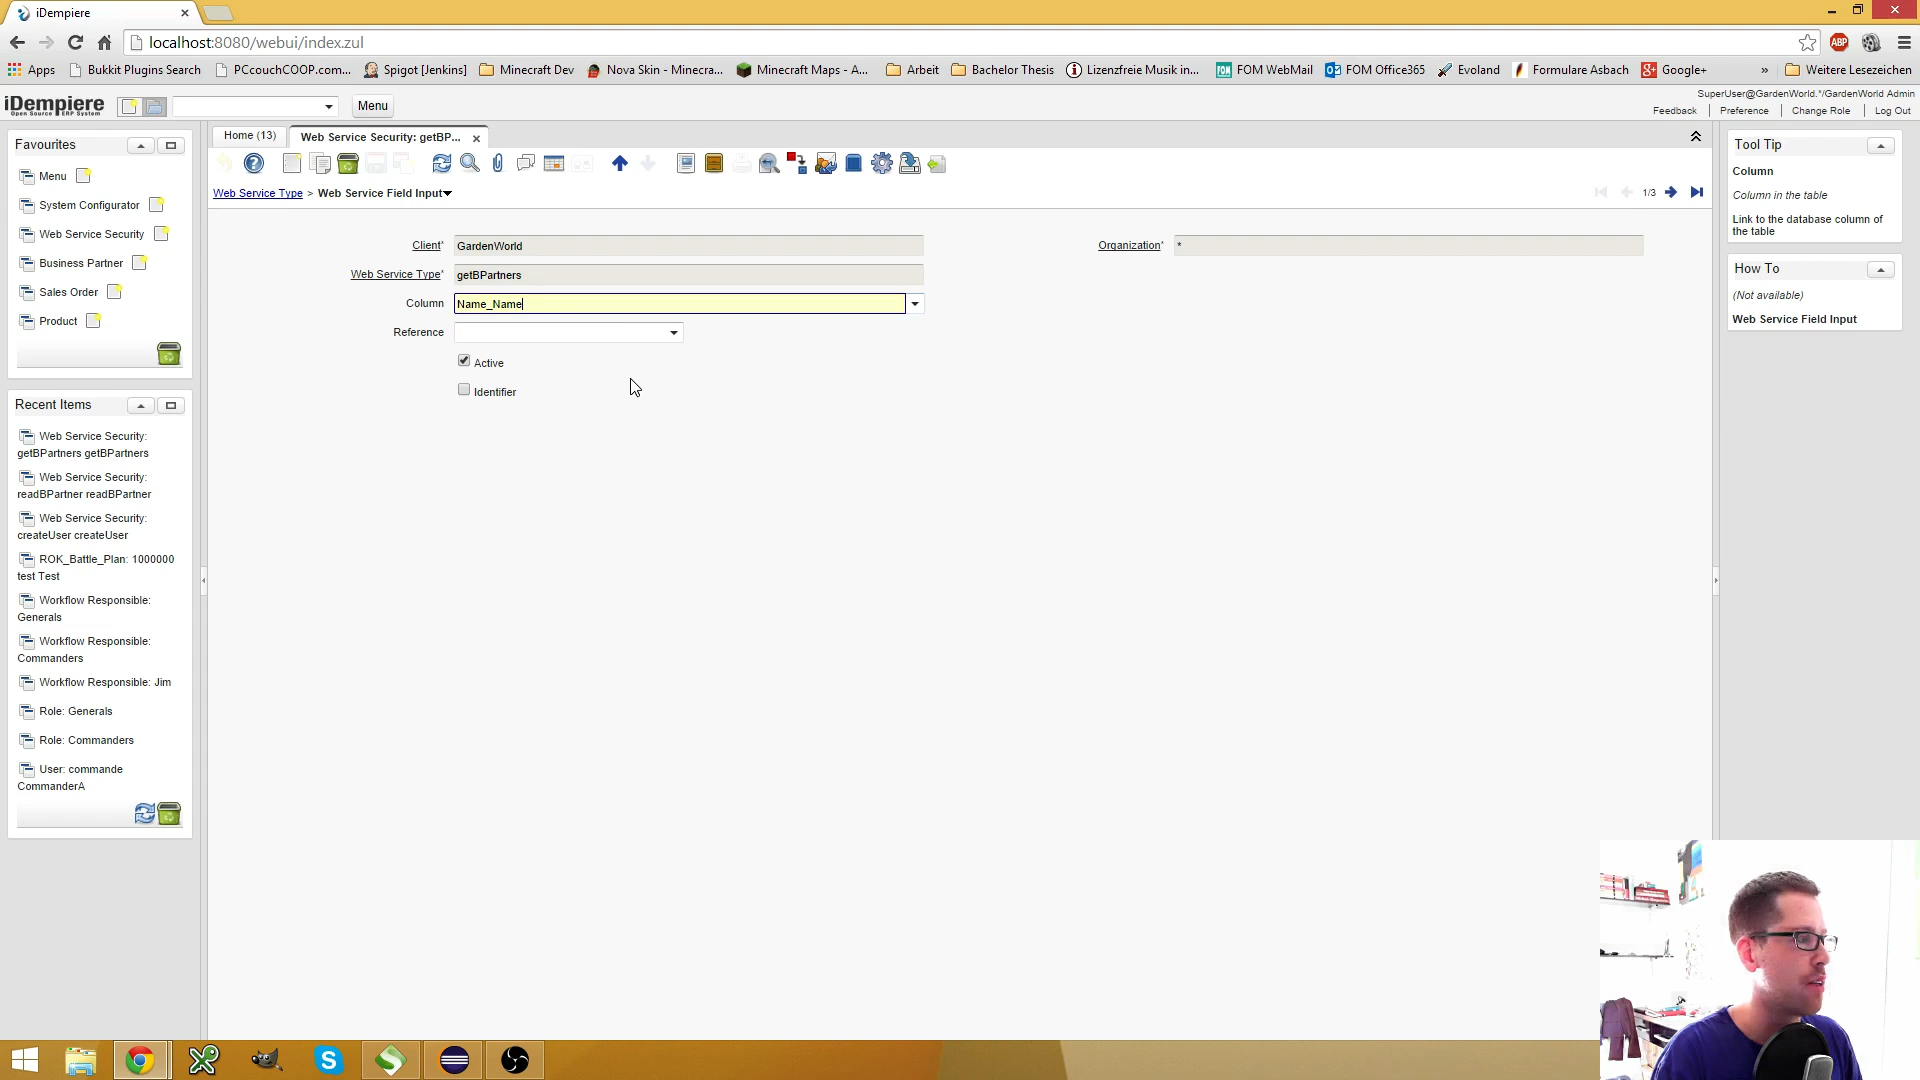 iDempiere
localhost:8080/webui/index.zul
Apps
Bukkit Plugins Search
PCcouchCOOP.com...
Spigot [Jenkins]
Minecraft Dev
Nova Skin - Minecra...
Minecraft Maps - A...
Arbeit
Bachelor Thesis
Lizenzfreie Musik in...
FOM WebMail
FOM Office365
Evoland
Formulare Asbach
Google+
»
Weitere Lesezeichen
iDempiere
Open Source ERP System
Menu
SuperUser@GardenWorld.*/GardenWorld Admin
Feedback | Preference | Change Role | Log Out
Favourites
Menu
System Configurator
Web Service Security
Business Partner
Sales Order
Product
Recent Items
Web Service Security:
getBPartners getBPartners
Web Service Security:
readBPartner readBPartner
Web Service Security:
createUser createUser
ROK_Battle_Plan: 1000000
test Test
Workflow Responsible:
Generals
Workflow Responsible:
Commanders
Workflow Responsible: Jim
Role: Generals
Role: Commanders
User: commande
CommanderA
Home (13)
Web Service Security: getBP...
Web Service Type > Web Service Field Input
1/3
Client* GardenWorld
Organization* *
Web Service Type* getBPartners
Column Name_Name
Reference
Active
Identifier
Tool Tip
Column
Column in the table
Link to the database column of
the table
How To
(Not available)
Web Service Field Input
ABP